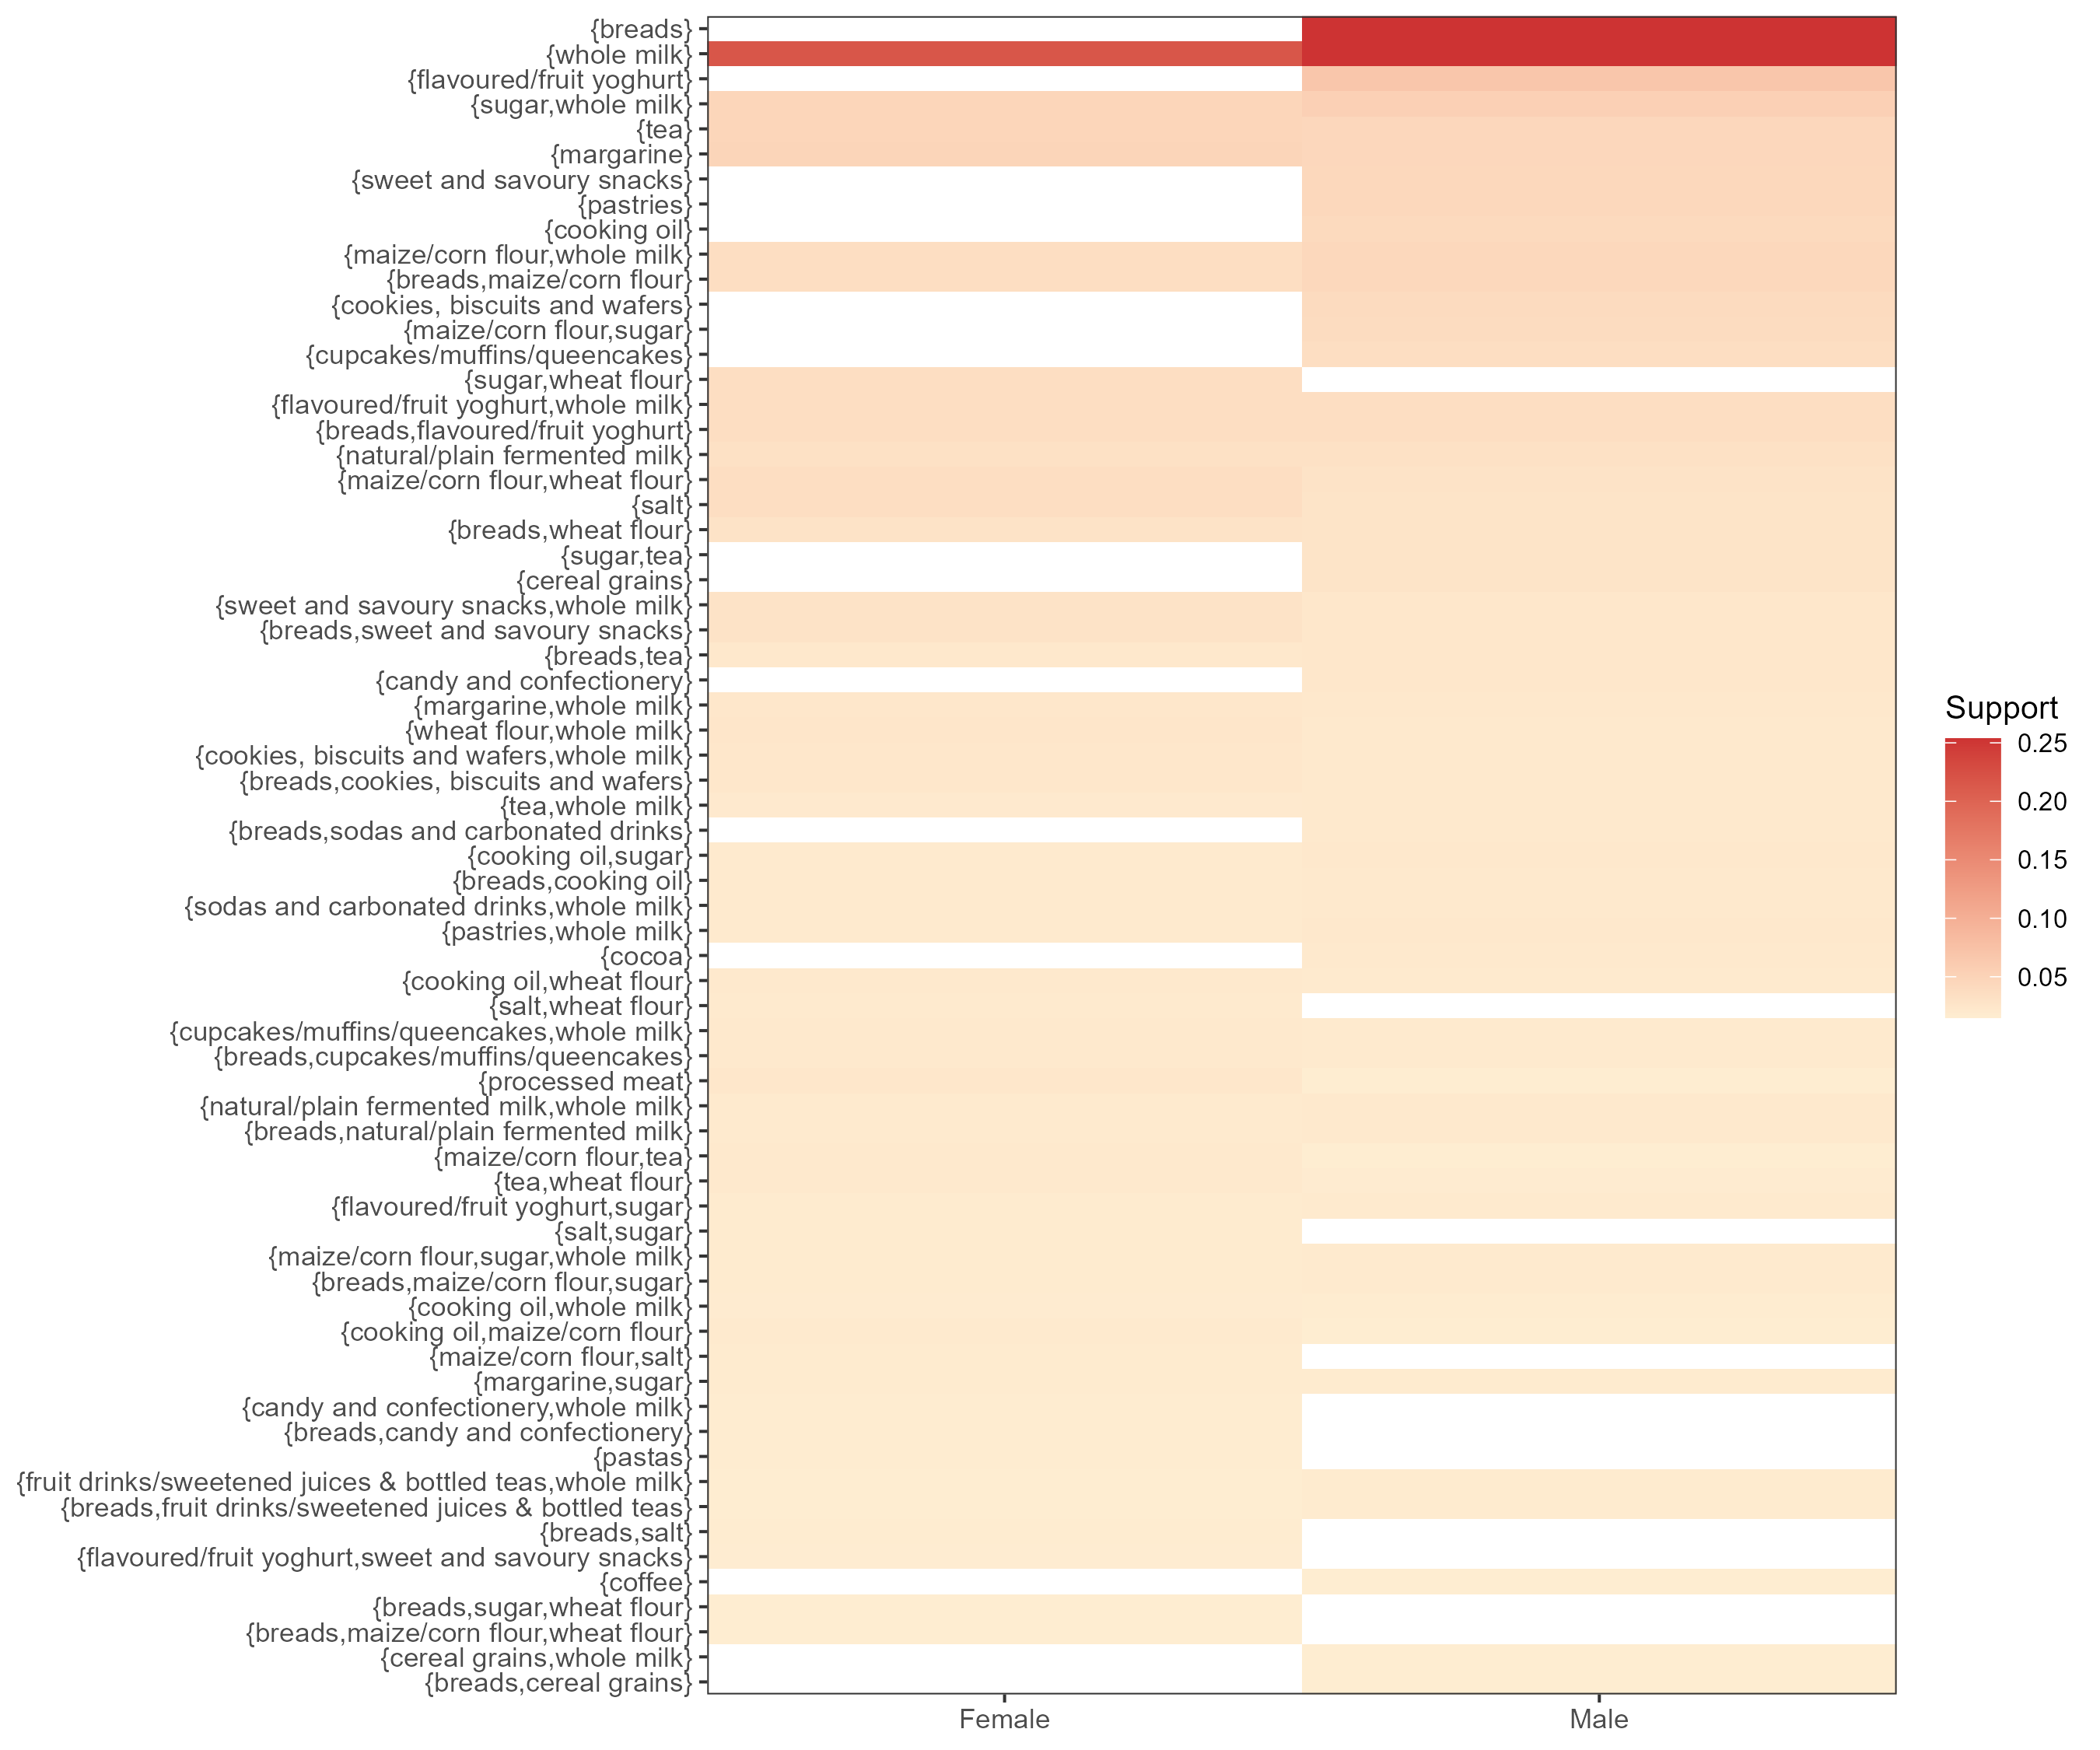 {breads}
{whole milk}
{flavoured/fruit yoghurt}
{sugar,whole milk}
{tea}
{margarine}
{sweet and savoury snacks}
{pastries}
{cooking oil}
{maize/corn flour,whole milk}
{breads,maize/corn flour}
{cookies, biscuits and wafers}
{maize/corn flour,sugar}
{cupcakes/muffins/queencakes}
{sugar,wheat flour}
{flavoured/fruit yoghurt,whole milk}
{breads,flavoured/fruit yoghurt}
{natural/plain fermented milk}
{maize/corn flour,wheat flour}
{salt}
{breads,wheat flour}
{sugar,tea}
{cereal grains}
{sweet and savoury snacks,whole milk}
{breads,sweet and savoury snacks}
{breads,tea}
{candy and confectionery}
{margarine,whole milk}
{wheat flour,whole milk}
{cookies, biscuits and wafers,whole milk}
{breads,cookies, biscuits and wafers}
{tea,whole milk}
{breads,sodas and carbonated drinks}
{cooking oil,sugar}
{breads,cooking oil}
{sodas and carbonated drinks,whole milk}
{pastries,whole milk}
{cocoa}
{cooking oil,wheat flour}
{salt,wheat flour}
{cupcakes/muffins/queencakes,whole milk}
{breads,cupcakes/muffins/queencakes}
{processed meat}
{natural/plain fermented milk,whole milk}
{breads,natural/plain fermented milk}
{maize/corn flour,tea}
{tea,wheat flour}
{flavoured/fruit yoghurt,sugar}
{salt,sugar}
{maize/corn flour,sugar,whole milk}
{breads,maize/corn flour,sugar}
{cooking oil,whole milk}
{cooking oil,maize/corn flour}
{maize/corn flour,salt}
{margarine,sugar}
{candy and confectionery,whole milk}
{breads,candy and confectionery}
{pastas}
{fruit drinks/sweetened juices & bottled teas,whole milk}
{breads,fruit drinks/sweetened juices & bottled teas}
{breads,salt}
{flavoured/fruit yoghurt,sweet and savoury snacks}
{coffee}
{breads,sugar,wheat flour}
{breads,maize/corn flour,wheat flour}
{cereal grains,whole milk}
{breads,cereal grains}
Female
Male
Support
0.25
0.20
0.15
0.10
0.05